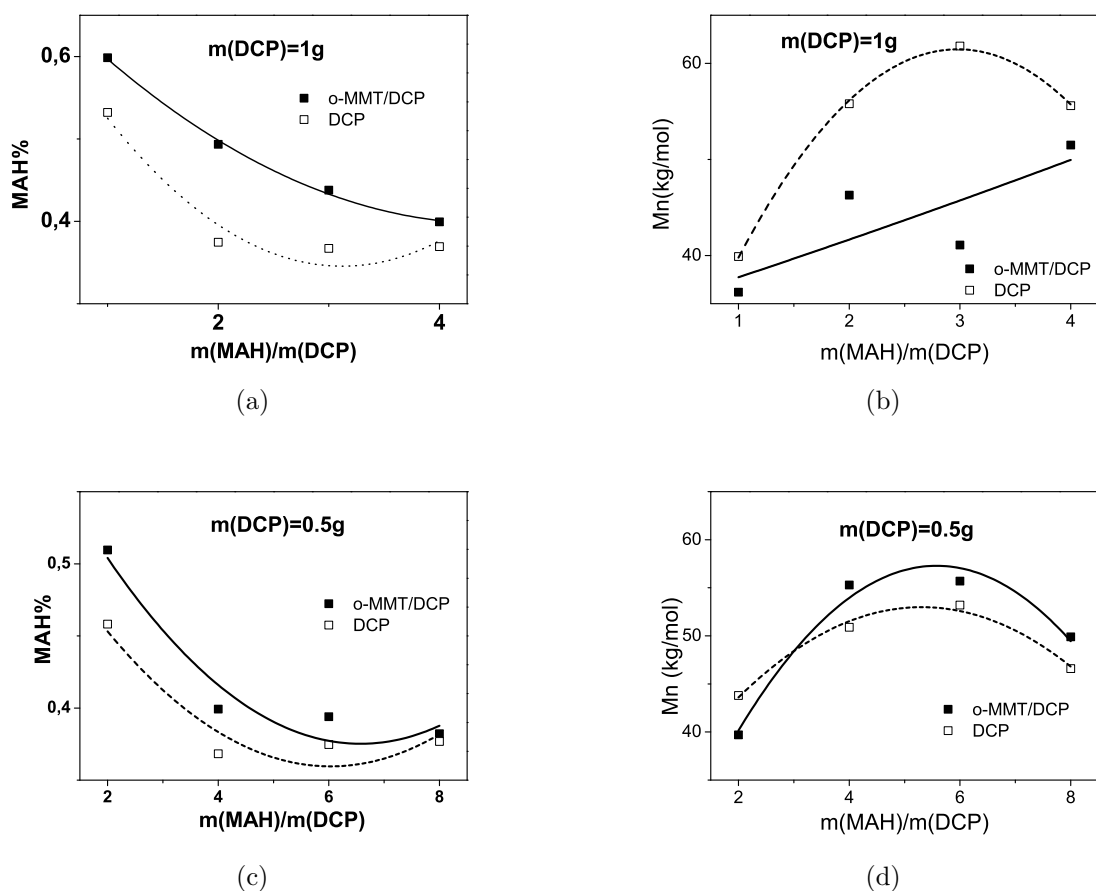 m(DCP)=1g
0,6
o-MMT/DCP
DCP
MAH%
0,4
2
4
m(MAH)/m(DCP)
(a)
m(DCP)=1g
60
Mn(kg/mol)
40
o-MMT/DCP
DCP
1
2
3
4
m(MAH)/m(DCP)
(b)
m(DCP)=0.5g
0,5
o-MMT/DCP
DCP
MAH%
0,4
2
4
6
8
m(MAH)/m(DCP)
(c)
m(DCP)=0.5g
60
Mn (kg/mol)
50
o-MMT/DCP
DCP
40
2
4
6
8
m(MAH)/m(DCP)
(d)